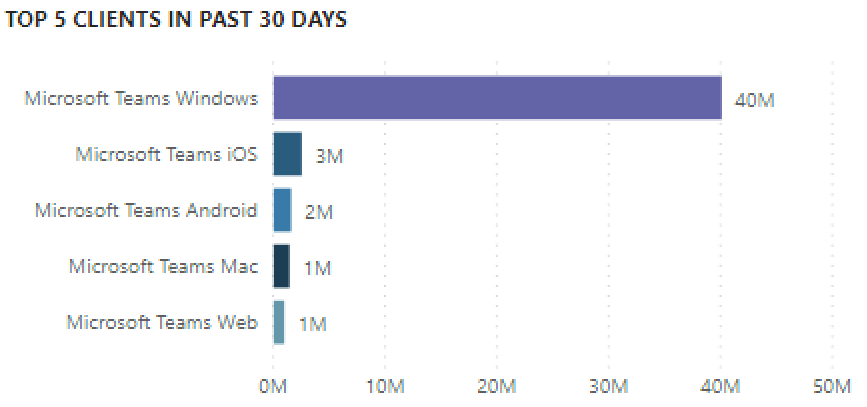 TOP 5 CLIENTS IN PAST 30 DAYS
Microsoft Teams Windows 40M
Microsoft Teams iOS 3M
Microsoft Teams Android 2M
Microsoft Teams Mac 1M
Microsoft Teams Web 1M
0M 10M 20M 30M 40M 50M